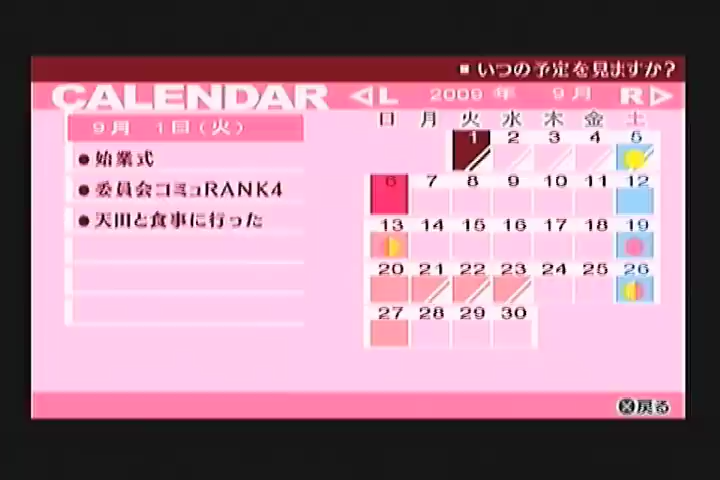 ■ いつの予定を見ますか?
CALENDAR
L 2009 年 9 月 R
9 月 1 日 (火)
●始業式
●委員会コミュRANK4
●天田と食事に行った
日 月 火 水 木 金 土
1 2 3 4 5
6 7 8 9 10 11 12
13 14 15 16 17 18 19
20 21 22 23 24 25 26
27 28 29 30
戻る